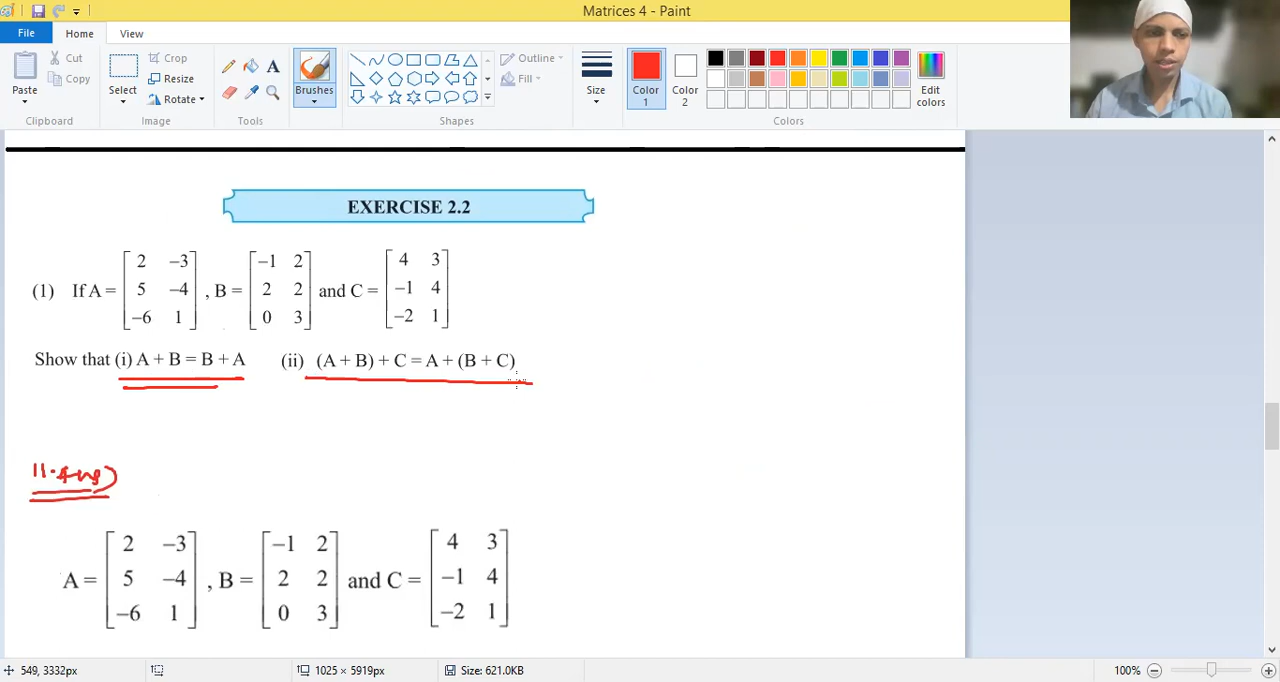 Matrices 4 - Paint
File Home View
Paste Cut Copy Clipboard
Select Crop Resize Rotate Image
A Tools
Brushes
Outline Fill Shapes
Size
Color 1 Color 2 Edit colors Colors
EXERCISE 2.2
(1) If A = [2 –3; 5 –4; –6 1] , B = [–1 2; 2 2; 0 3] and C = [4 3; –1 4; –2 1]
Show that (i) A + B = B + A (ii) (A + B) + C = A + (B + C)
11. Ans)
A = [2 –3; 5 –4; –6 1] , B = [–1 2; 2 2; 0 3] and C = [4 3; –1 4; –2 1]
549, 3332px 1025 × 5919px Size: 621.0KB 100%